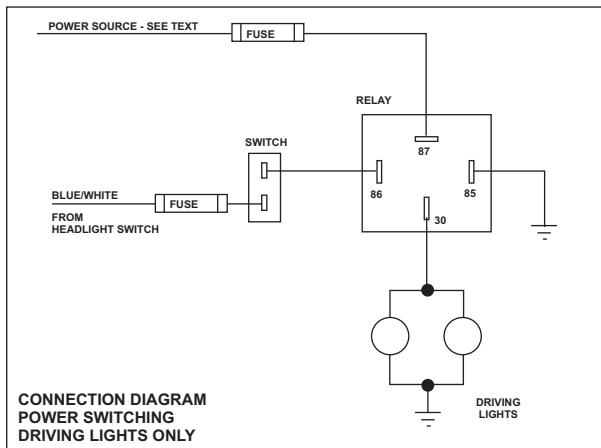 POWER SOURCE - SEE TEXT
FUSE
RELAY
87
SWITCH
86
85
BLUE/WHITE
FUSE
FROM
HEADLIGHT SWITCH
30
CONNECTION DIAGRAM
POWER SWITCHING
DRIVING LIGHTS ONLY
DRIVING
LIGHTS